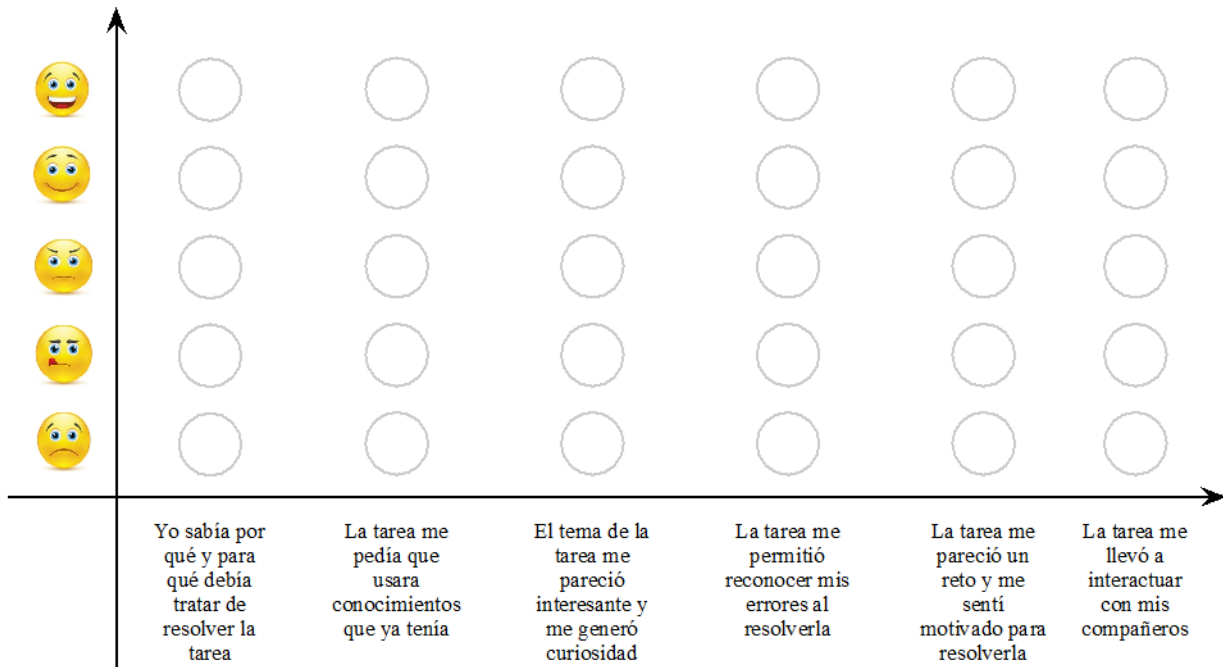 Yo sabía por
qué y para
qué debía
tratar de
resolver la
tarea
La tarea me
pedía que
usara
conocimientos
que ya tenía
El tema de la
tarea me
pareció
interesante y
me generó
curiosidad
La tarea me
permitió
reconocer mis
errores al
resolverla
La tarea me
pareció un
reto y me
sentí
motivado para
resolverla
La tarea me
llevó a
interactuar
con mis
compañeros